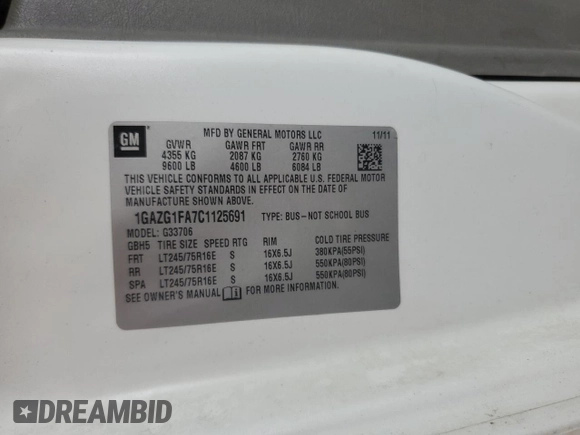 GM
MFD BY GENERAL MOTORS LLC 11/11
GVWR GAWR FRT GAWR RR
4355 KG 2087 KG 2760 KG
9600 LB 4600 LB 6084 LB
THIS VEHICLE CONFORMS TO ALL APPLICABLE U.S. FEDERAL MOTOR
VEHICLE SAFETY STANDARDS IN EFFECT ON THE DATE OF
MANUFACTURE SHOWN ABOVE.
1GAZG1FA7C1125691 TYPE: BUS-NOT SCHOOL BUS
MODEL: G33706
GBH5 TIRE SIZE SPEED RTG RIM COLD TIRE PRESSURE
FRT LT245/75R16E S 16X6.5J 380KPA(55PSI)
RR LT245/75R16E S 16X6.5J 550KPA(80PSI)
SPA LT245/75R16E S 16X6.5J 550KPA(80PSI)
SEE OWNER'S MANUAL FOR MORE INFORMATION.
DREAMBID